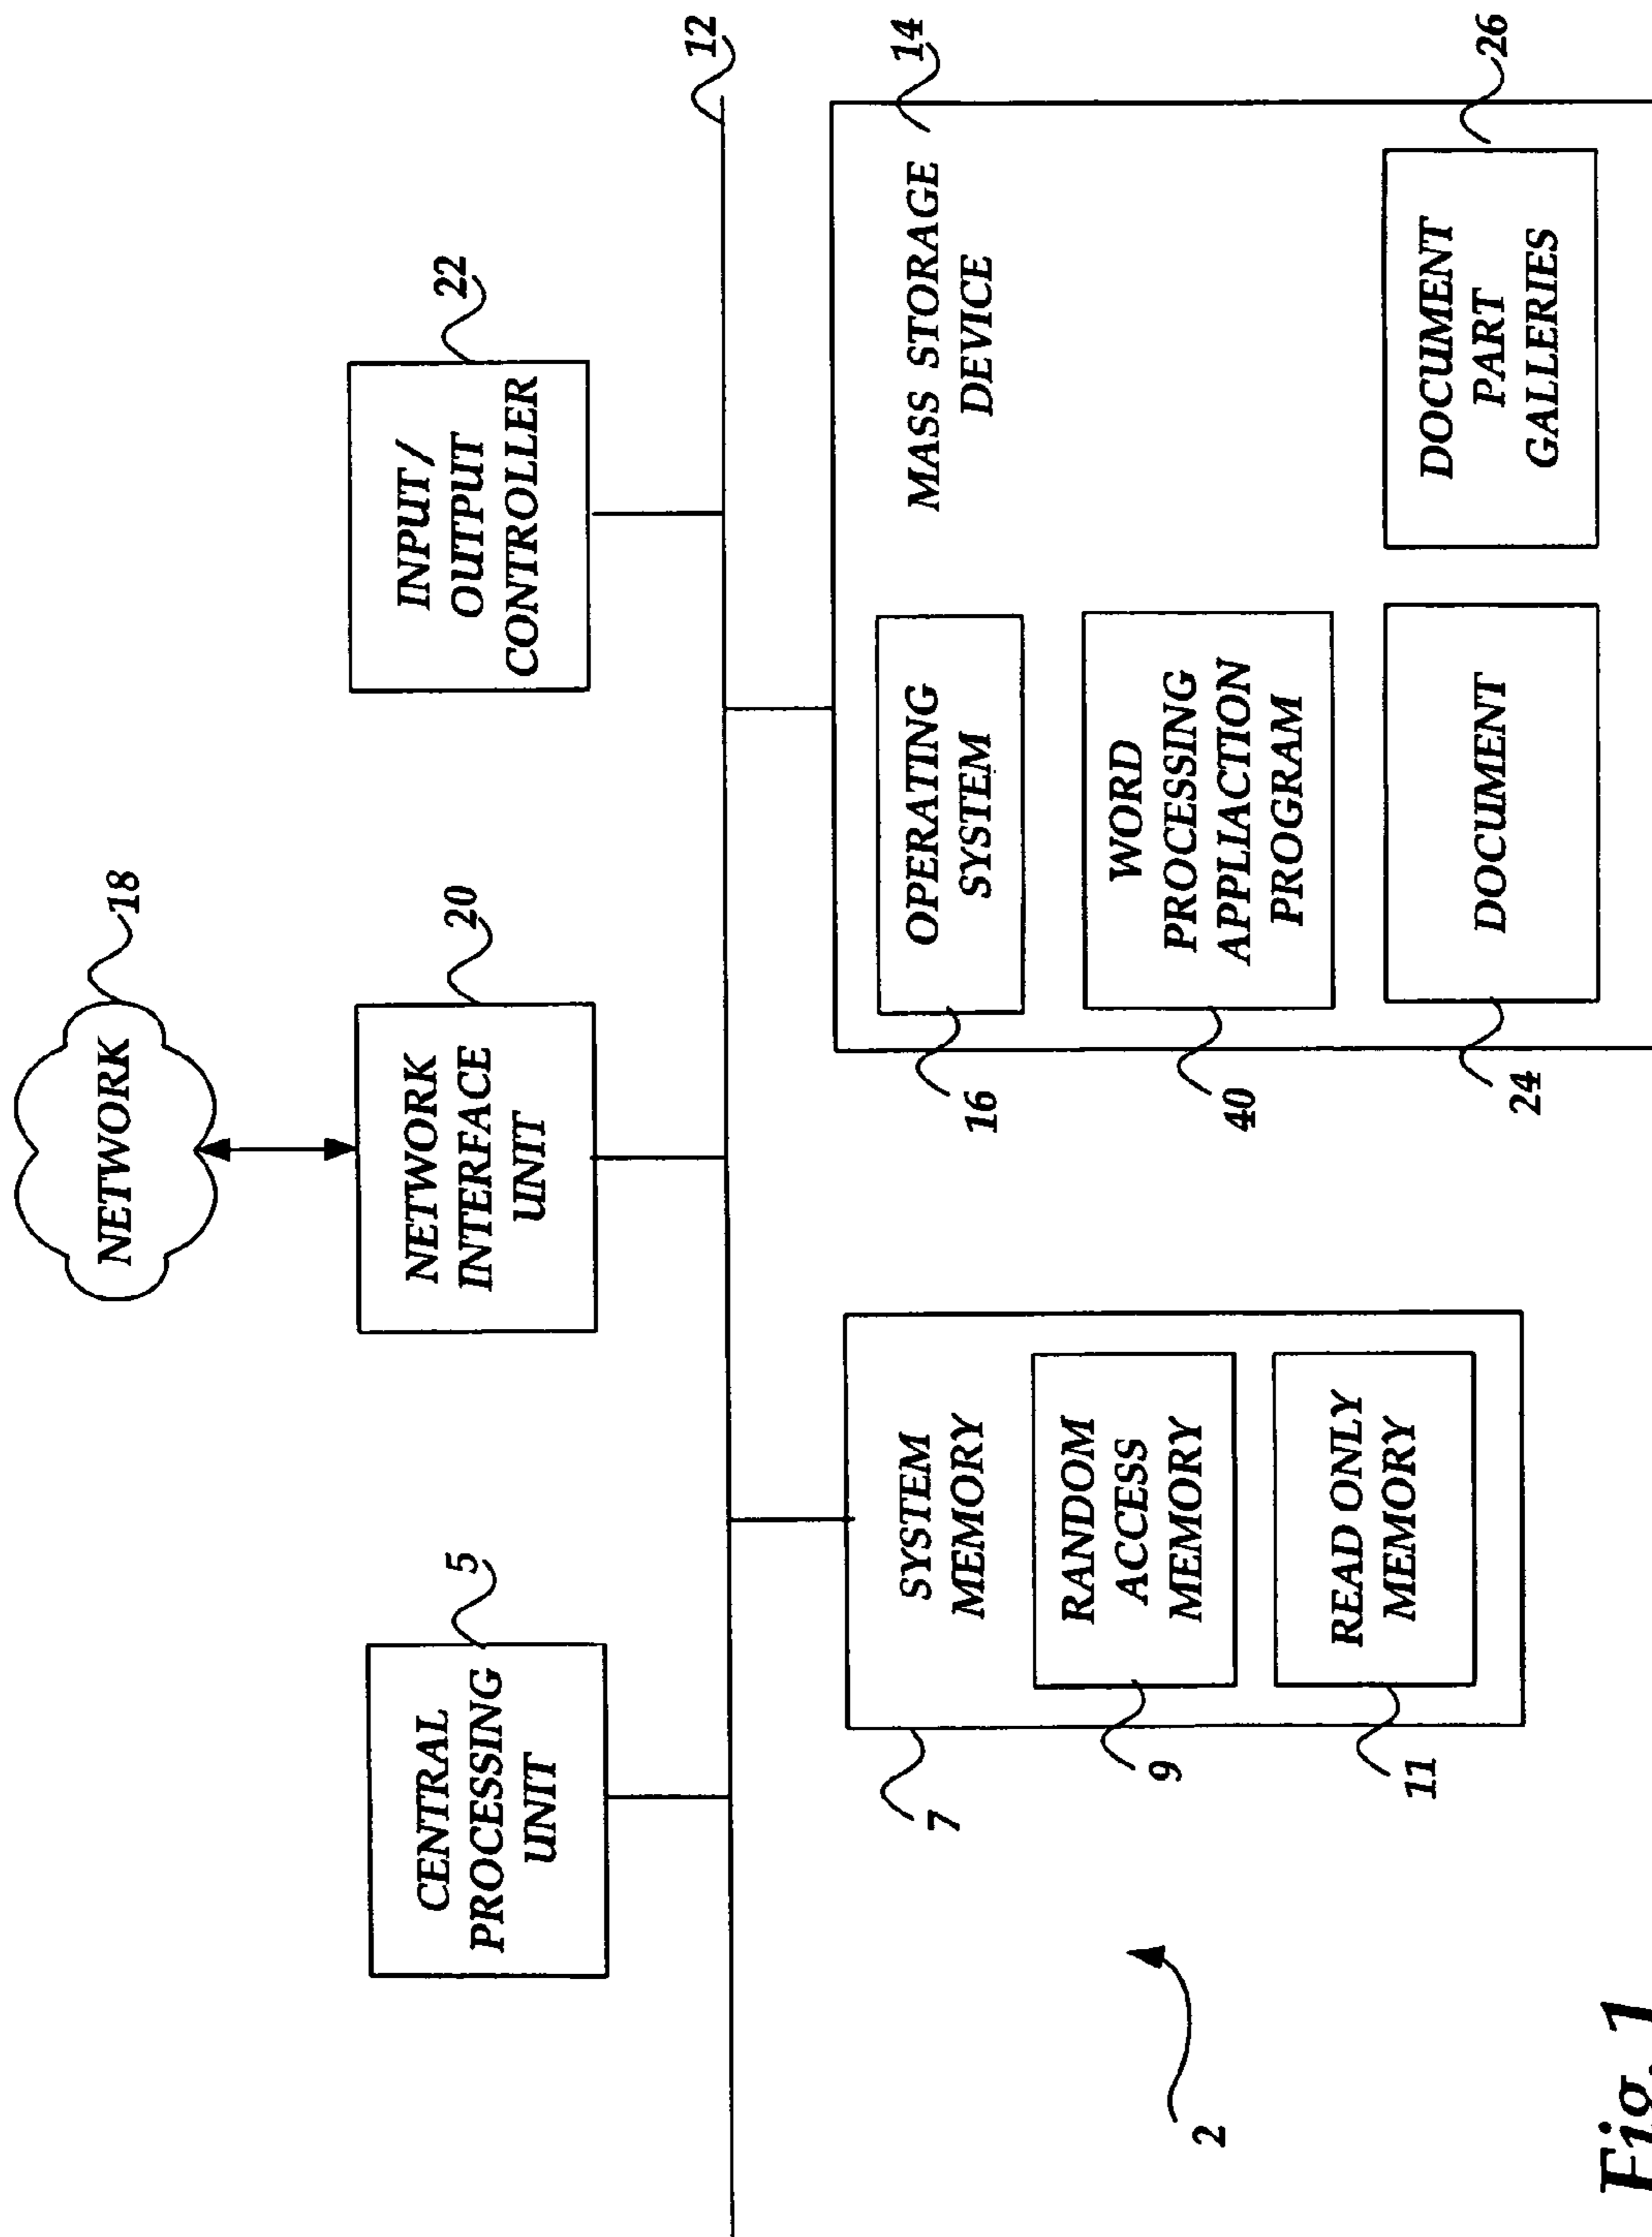 NETWORK
18
CENTRAL
PROCESSING
UNIT
5
NETWORK
INTERFACE
UNIT
20
INPUT/
OUTPUT
CONTROLLER
22
12
7
SYSTEM
MEMORY
9
RANDOM
ACCESS
MEMORY
11
READ ONLY
MEMORY
14
MASS STORAGE
DEVICE
16
OPERATING
SYSTEM
40
WORD
PROCESSING
APPLIACTION
PROGRAM
24
DOCUMENT
26
DOCUMENT
PART
GALLERIES
2
Fig. 1